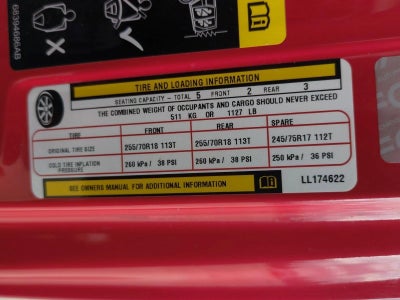 68394686AB
TIRE AND LOADING INFORMATION
SEATING CAPACITY - TOTAL 5 FRONT 2 REAR 3
THE COMBINED WEIGHT OF OCCUPANTS AND CARGO SHOULD NEVER EXCEED
511 KG OR 1127 LB
TIRE FRONT REAR SPARE
ORIGINAL TIRE SIZE 255/70R18 113T 255/70R18 113T 245/75R17 112T
COLD TIRE INFLATION PRESSURE 260 kPa / 38 PSI 260 kPa / 38 PSI 250 kPa / 36 PSI
SEE OWNERS MANUAL FOR ADDITIONAL INFORMATION
LL174622